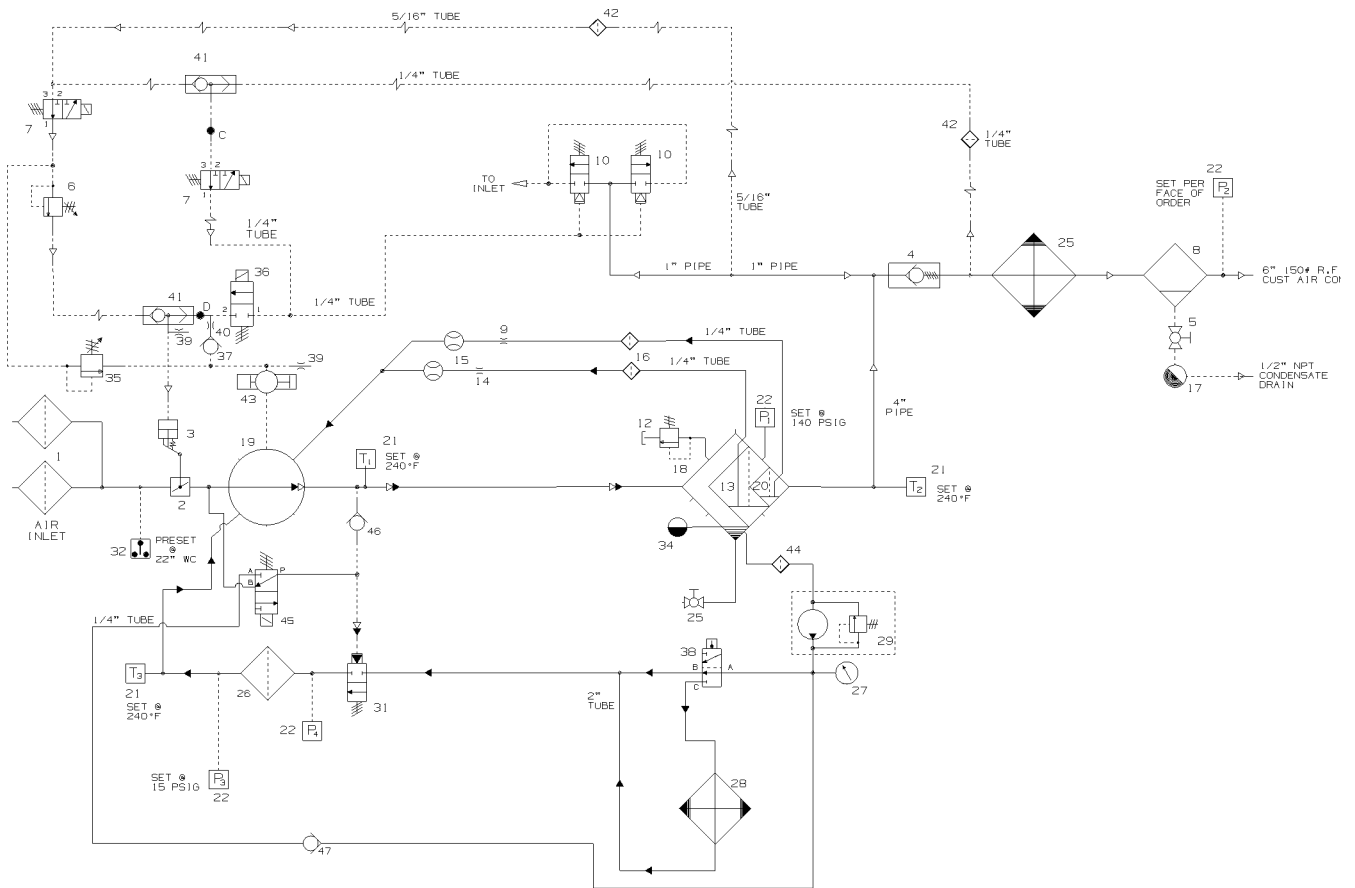 5/16" TUBE
42
41
1/4" TUBE
3 2
1
7
C
42
1/4"
TUBE
10
10
22
P2
3 2
1
7
6
TO
INLET
SET PER
FACE OF
ORDER
5/16"
TUBE
1/4"
TUBE
36
4
25
8
1" PIPE
1" PIPE
6" 150# R.F
41
D
2
1
1/4" TUBE
39
40
37
9
1/4" TUBE
5
35
39
15
16
1/4" TUBE
14
1/2" NPT
CONDENSATE
DRAIN
17
43
22
P1
SET @
140 PSIG
4"
PIPE
3
12
1
19
21
T1
SET @
240°F
18
13
20
21
T2
SET @
240°F
2
AIR
INLET
32
PRESET
@
22" WC
46
34
44
A
B
P
45
25
29
1/4" TUBE
38
B
A
C
T3
21
SET @
240°F
26
31
27
22
P4
2"
TUBE
SET @
15 PSIG
P3
22
28
47